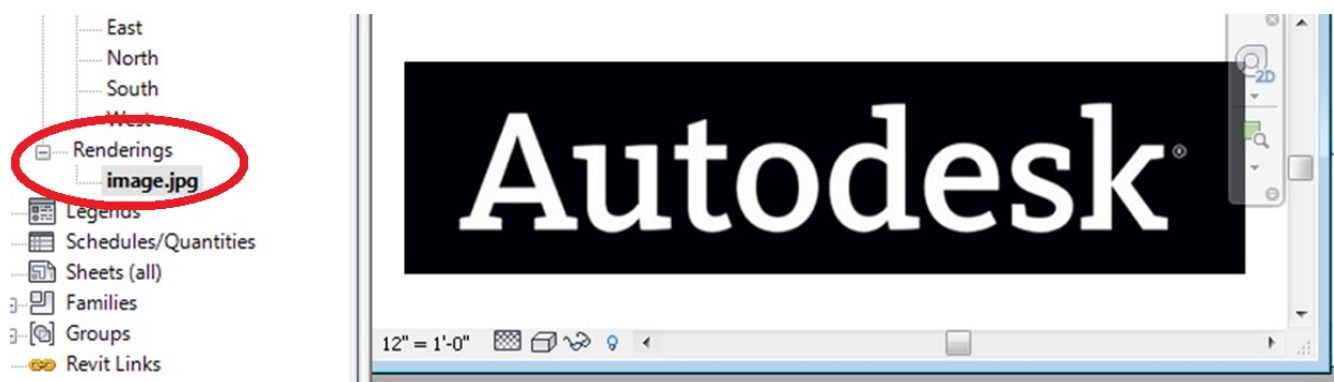 East
North
South
West
Renderings
image.jpg
Legends
Schedules/Quantities
Sheets (all)
Families
Groups
Revit Links
Autodesk®
2D
12" = 1'-0"